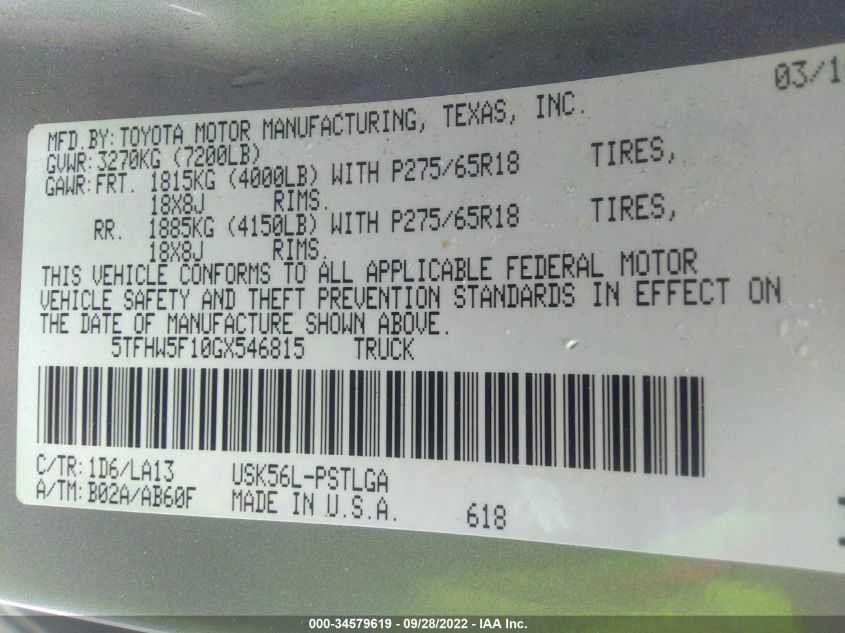 03/1
MFD.BY: TOYOTA MOTOR MANUFACTURING, TEXAS, INC.
GVWR: 3270KG (7200LB)
GAWR: FRT. 1815KG (4000LB) WITH P275/65R18 TIRES,
18X8J RIMS.
RR. 1885KG (4150LB) WITH P275/65R18 TIRES,
18X8J RIMS.
THIS VEHICLE CONFORMS TO ALL APPLICABLE FEDERAL MOTOR
VEHICLE SAFETY AND THEFT PREVENTION STANDARDS IN EFFECT ON
THE DATE OF MANUFACTURE SHOWN ABOVE.
5TFHW5F10GX546815 TRUCK
C/TR: 1D6/LA13 USK56L-PSTLGA
A/TM: B02A/AB60F MADE IN U.S.A. 618
000-34579619 - 09/28/2022 - IAA Inc.